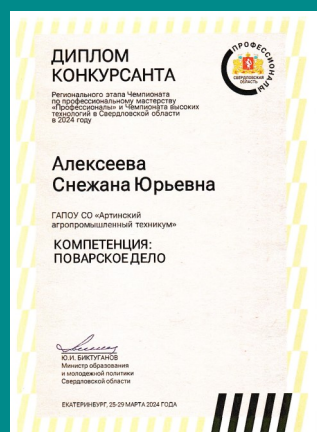 ДИПЛОМ
КОНКУРСАНТА
ПРОФЕССИОНАЛЫ
СВЕРДЛОВСКАЯ
ОБЛАСТЬ
Регионального этапа Чемпионата
по профессиональному мастерству
«Профессионалы» и Чемпионата высоких
технологий в Свердловской области
в 2024 году
Алексеева
Снежана Юрьевна
ГАПОУ СО «Артинский
агропромышленный техникум»
КОМПЕТЕНЦИЯ:
ПОВАРСКОЕ ДЕЛО
Ю.И. БИКТУГАНОВ
Министр образования
и молодежной политики
Свердловской области
ЕКАТЕРИНБУРГ, 25-29 МАРТА 2024 ГОДА